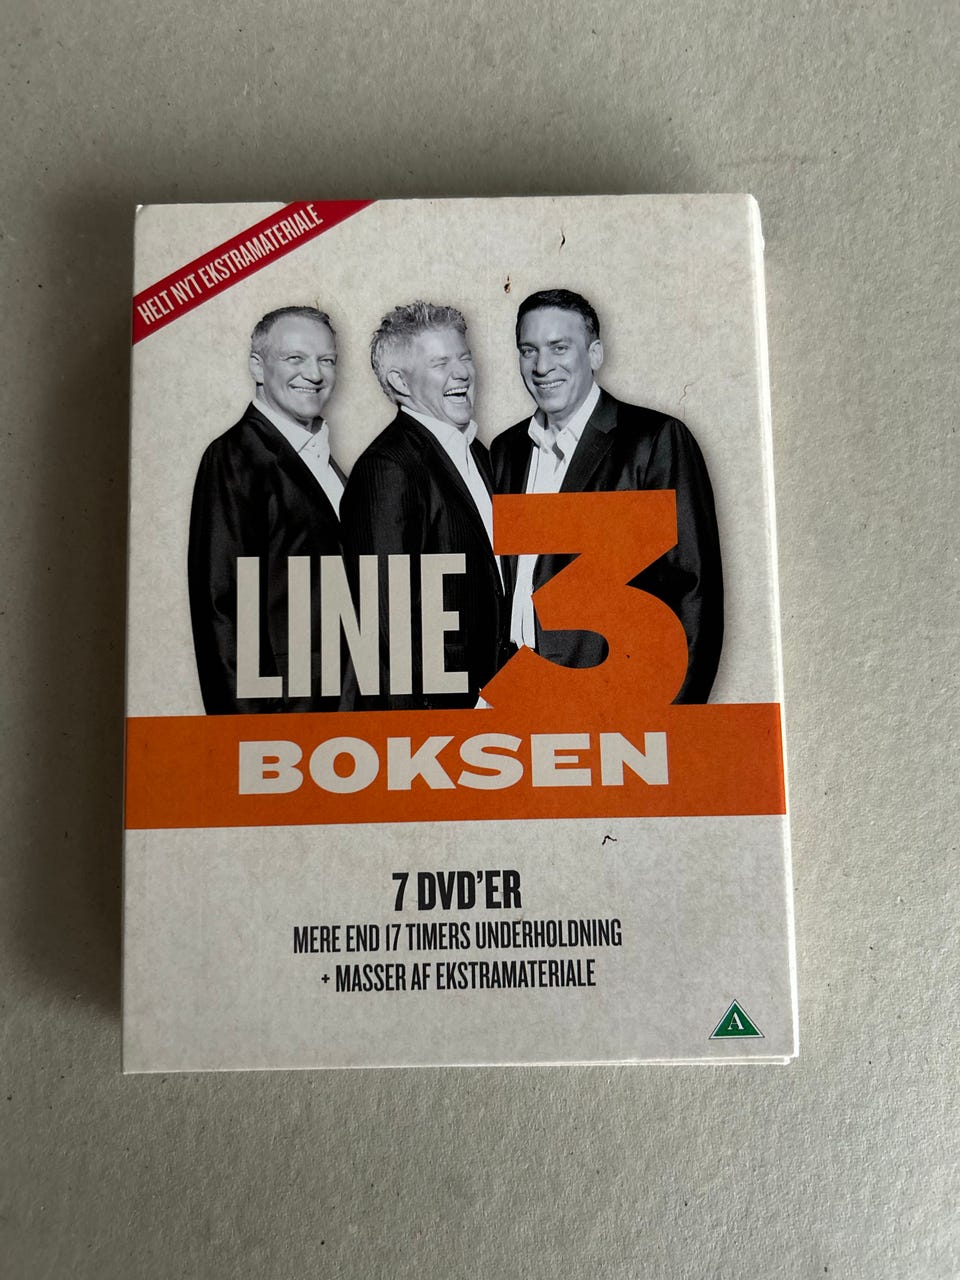 HELT NYT EKSTRAMATERIALE
LINIE 3
BOKSEN
7 DVD'ER
MERE END 17 TIMERS UNDERHOLDNING
+ MASSER AF EKSTRAMATERIALE
A